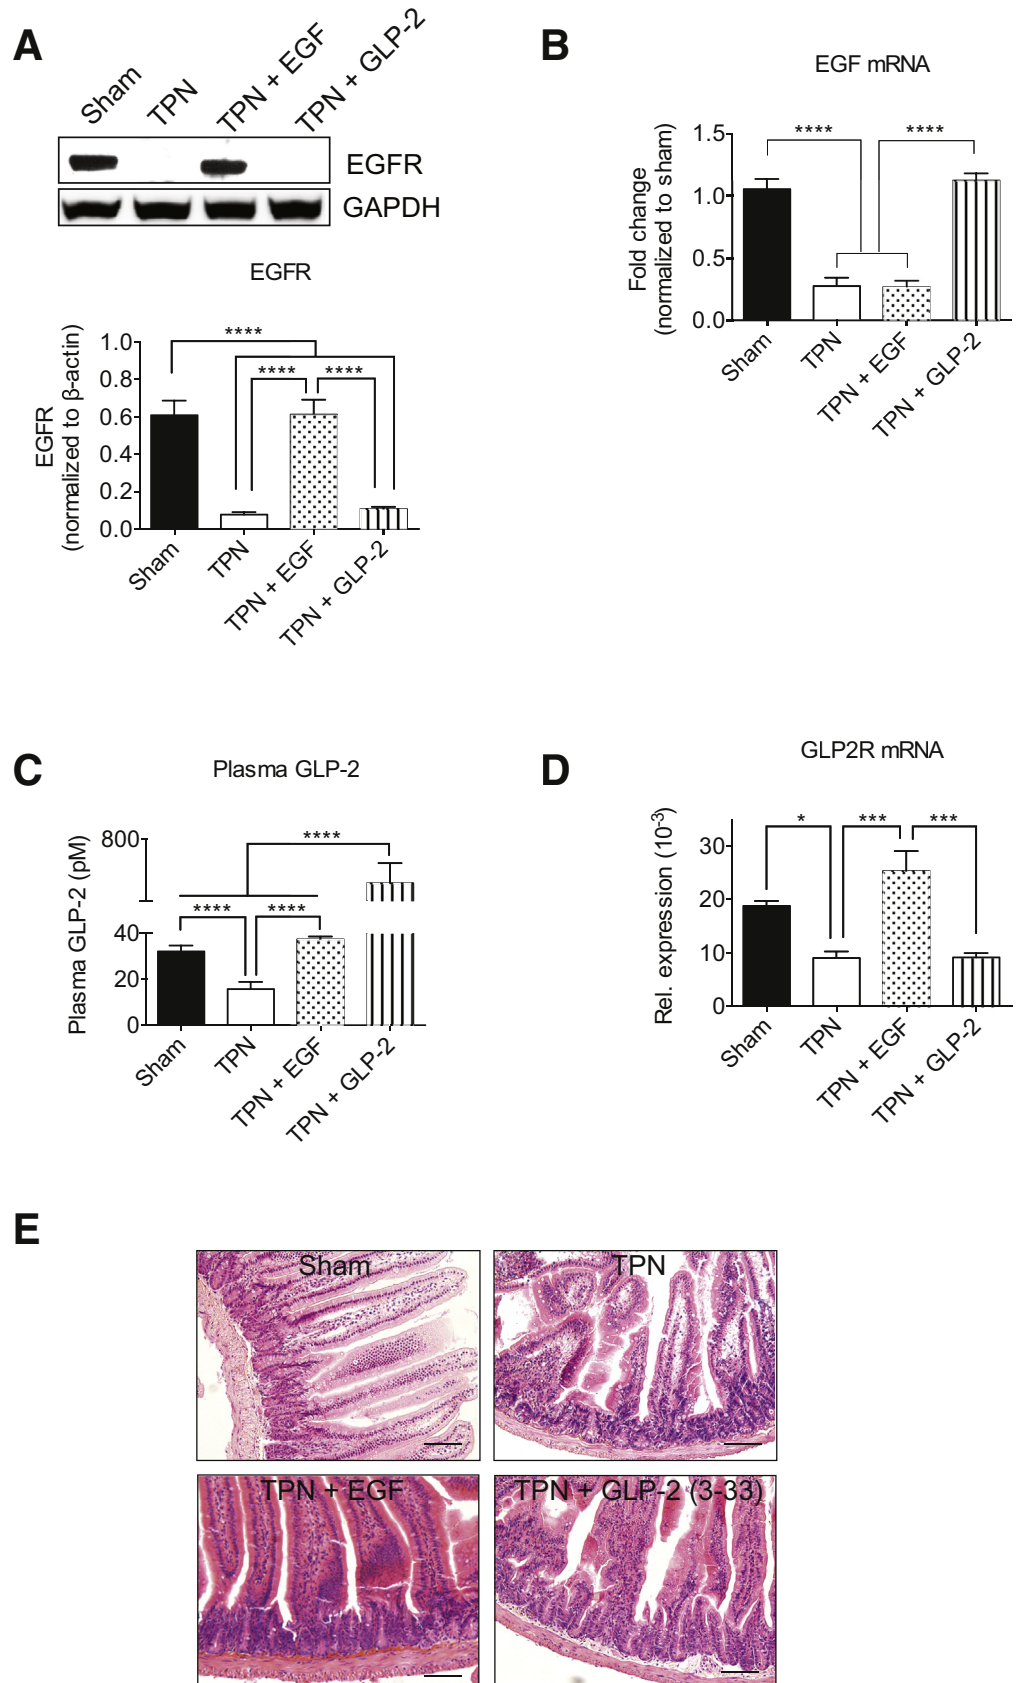 A
Sham
TPN
TPN + EGF
TPN + GLP-2
EGFR
GAPDH
EGFR
EGFR
(normalized to β-actin)
1.0
0.8
0.6
0.4
0.2
0.0
****
**** ****
Sham
TPN
TPN + EGF
TPN + GLP-2
B
EGF mRNA
Fold change
(normalized to sham)
1.5
1.0
0.5
0.0
**** ****
Sham
TPN
TPN + EGF
TPN + GLP-2
C
Plasma GLP-2
Plasma GLP-2 (pM)
800
40
20
0
****
**** ****
Sham
TPN
TPN + EGF
TPN + GLP-2
D
GLP2R mRNA
Rel. expression (10⁻³)
30
20
10
0
* *** ***
Sham
TPN
TPN + EGF
TPN + GLP-2
E
Sham
TPN
TPN + EGF
TPN + GLP-2 (3-33)